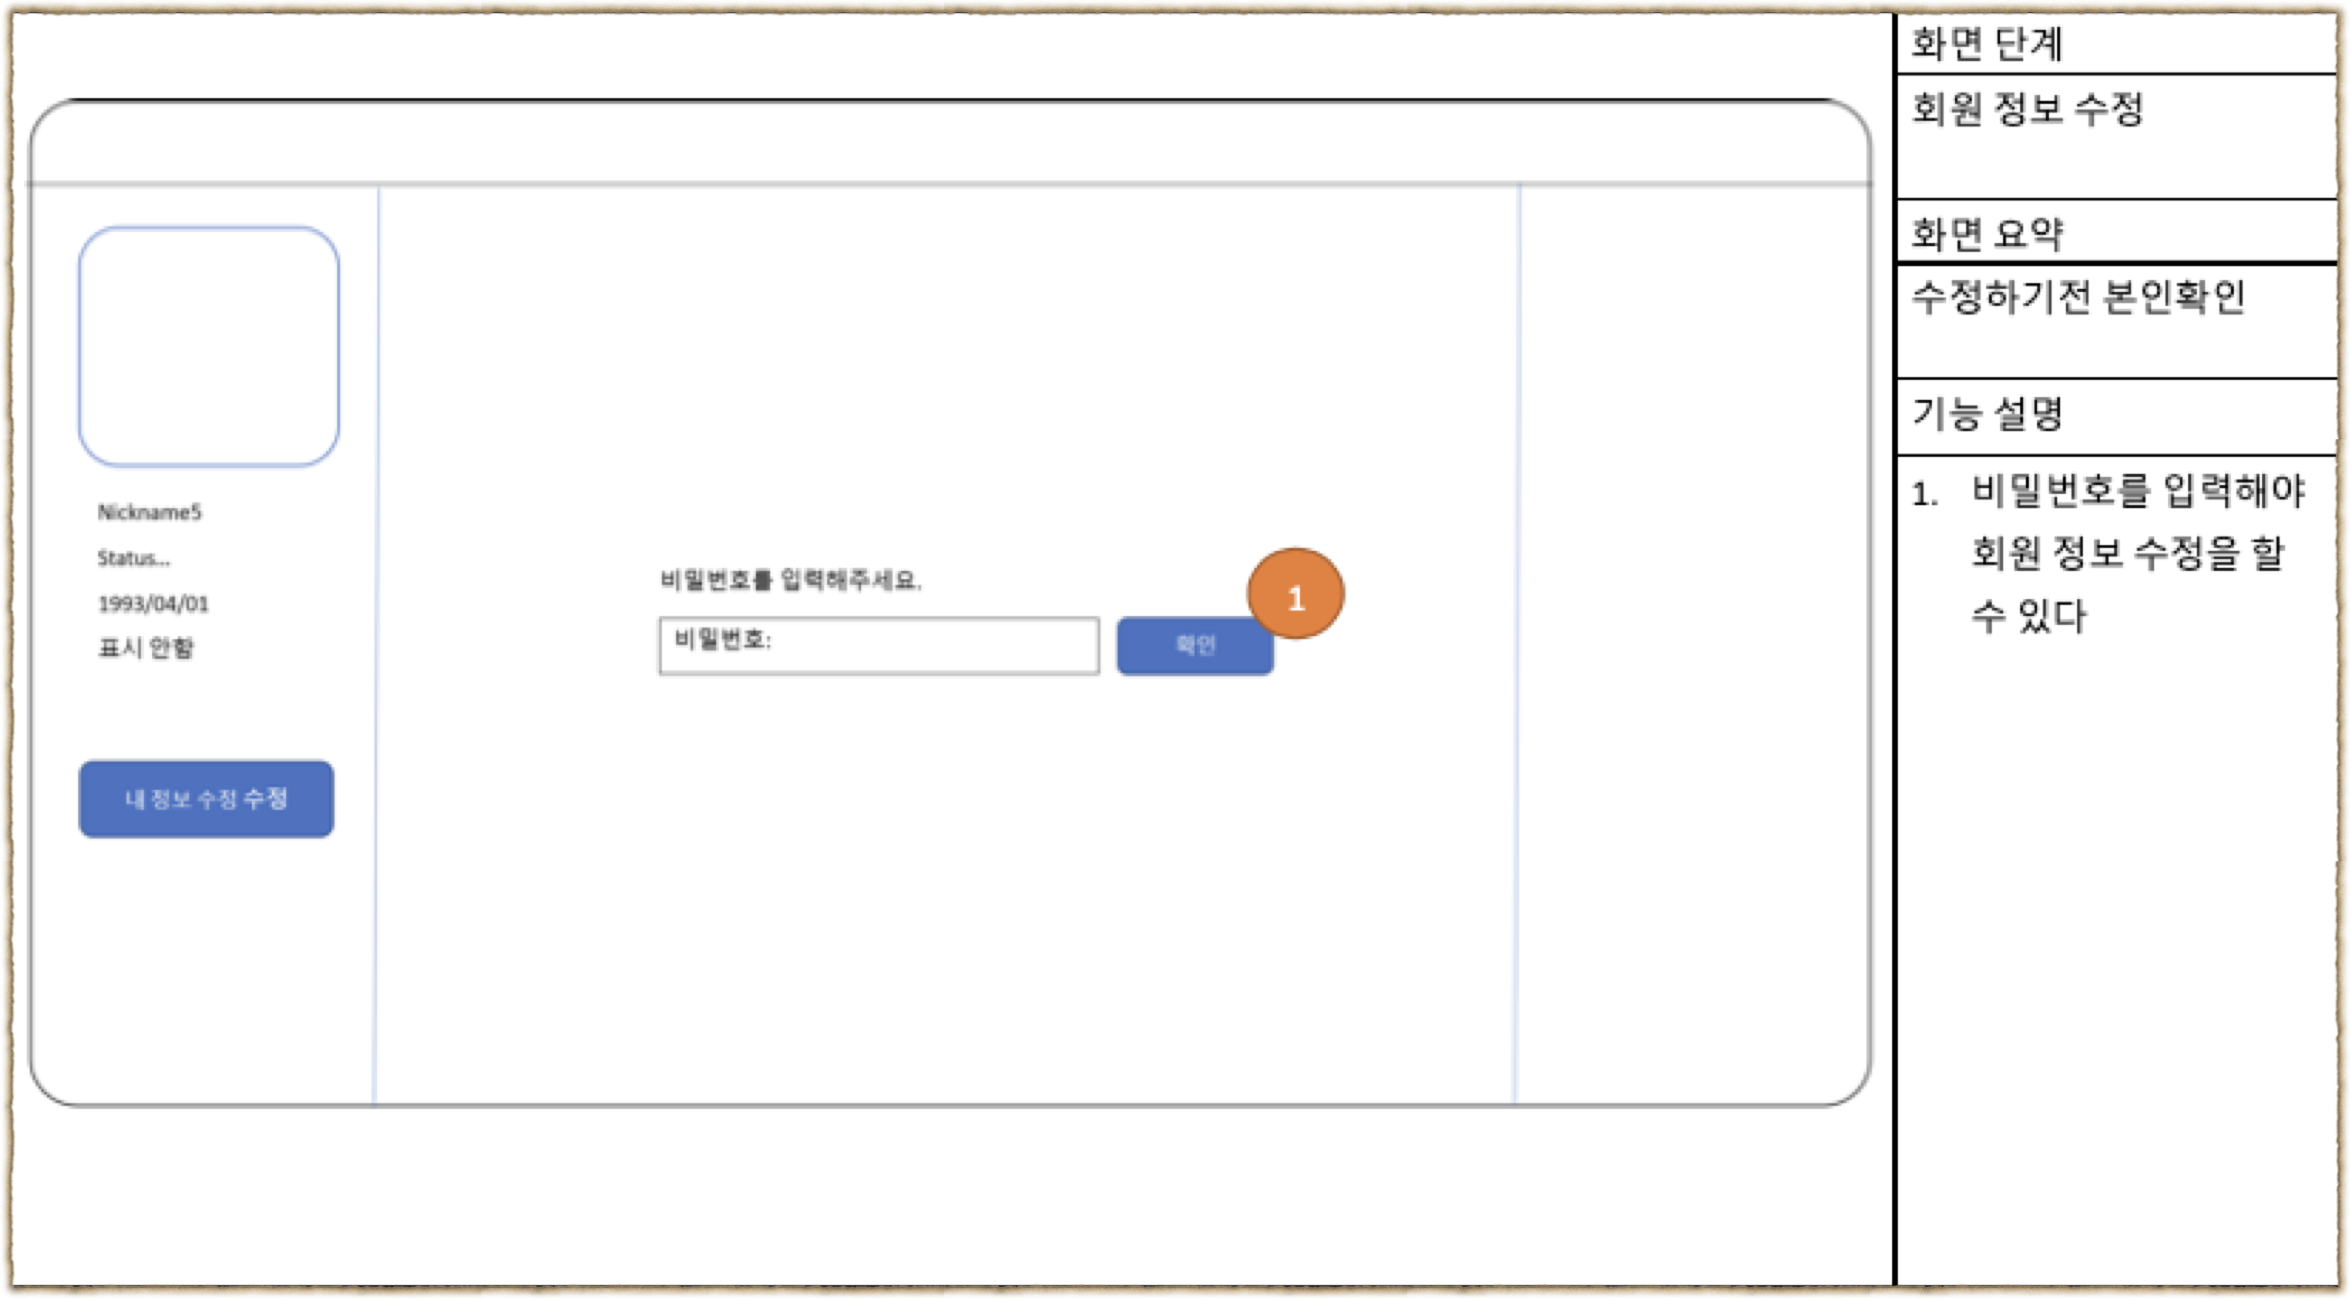 Nickname5
Status...
1993/04/01
표시 안함
내 정보 수정 수정
비밀번호를 입력해주세요.
비밀번호:
확인
1
화면 단계
회원 정보 수정
화면 요약
수정하기전 본인확인
기능 설명
1. 비밀번호를 입력해야
회원 정보 수정을 할
수 있다